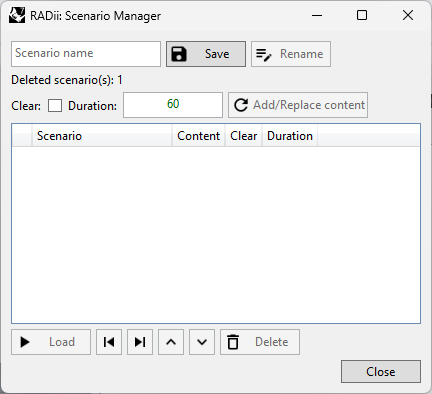 RADii: Scenario Manager
Scenario name Save Rename
Deleted scenario(s): 1
Clear: Duration: 60 Add/Replace content
Scenario Content Clear Duration
Load Delete
Close